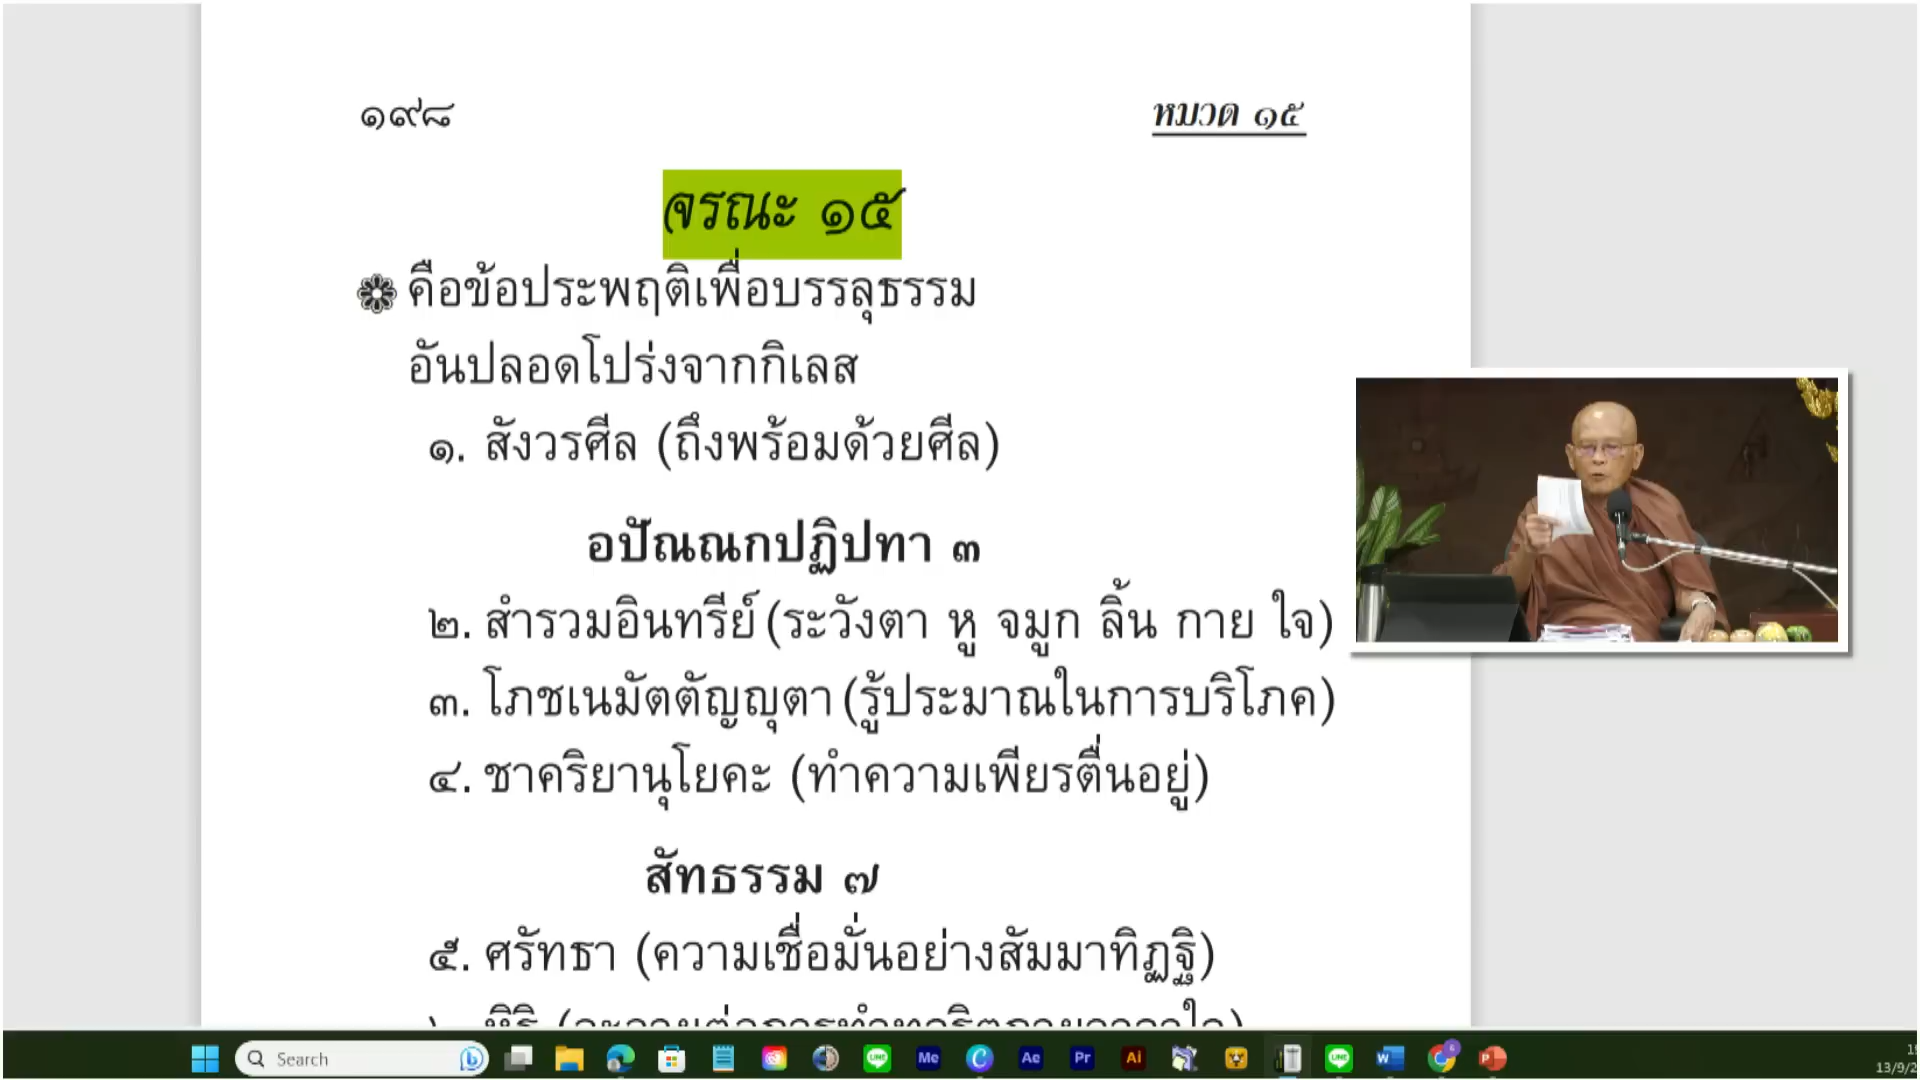 ๑๙๘
หมวด ๑๕
จรณะ ๑๕
คือข้อประพฤติเพื่อบรรลุธรรม
อันปลอดโปร่งจากกิเลส
๑. สังวรศีล (ถึงพร้อมด้วยศีล)
อปัณณกปฏิปทา ๓
๒. สำรวมอินทรีย์ (ระวังตา หู จมูก ลิ้น กาย ใจ)
๓. โภชเนมัตตัญญุตา (รู้ประมาณในการบริโภค)
๔. ชาคริยานุโยคะ (ทำความเพียรตื่นอยู่)
สัทธรรม ๗
๕. ศรัทธา (ความเชื่อมั่นอย่างสัมมาทิฏฐิ)
Search
LINE
Me
C
Ae
Pr
Ai
LINE
W
6
P
13/9/2